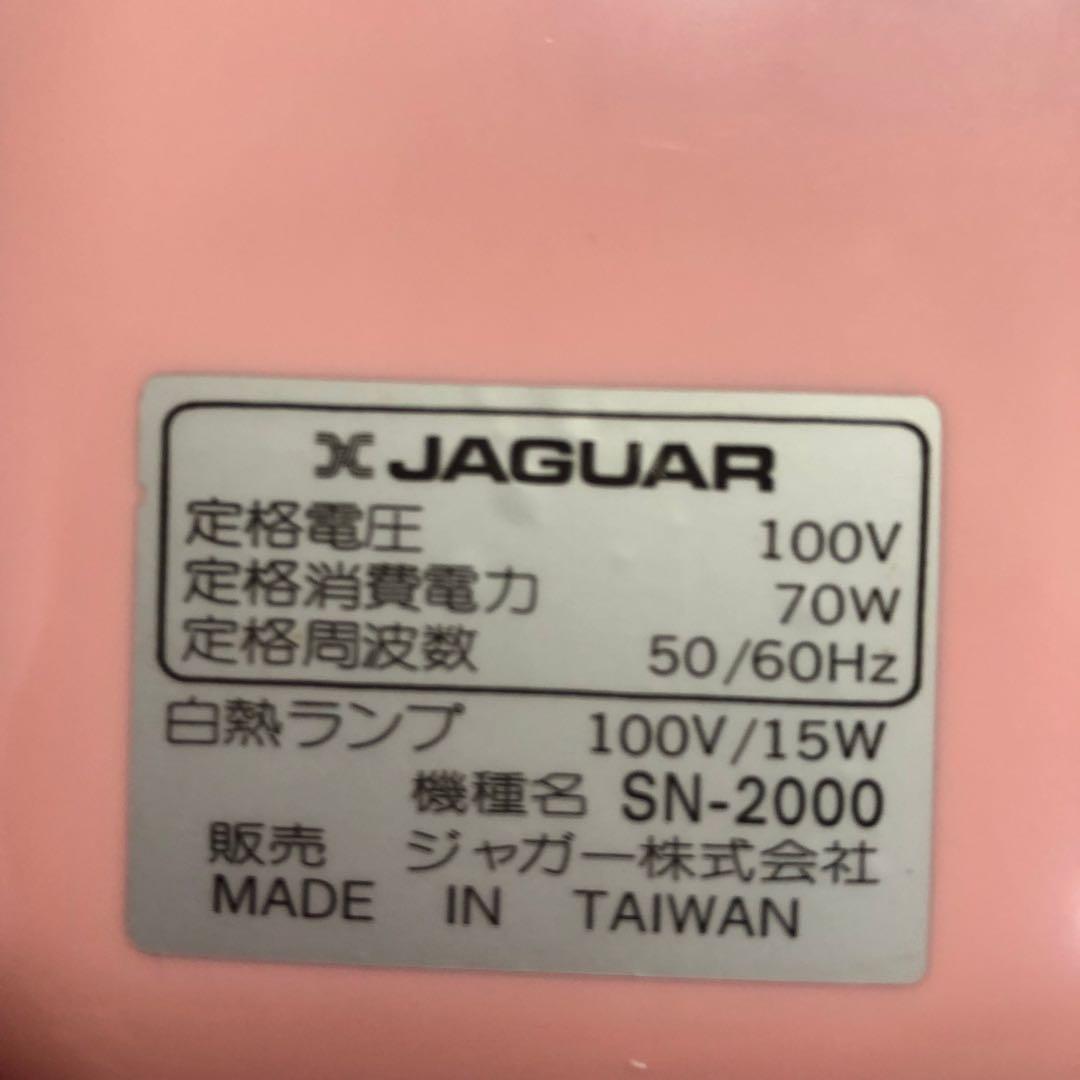 JAGUAR
定格電圧 100V
定格消費電力 70W
定格周波数 50/60Hz
白熱ランプ 100V/15W
機種名 SN-2000
販売 ジャガー株式会社
MADE IN TAIWAN